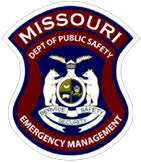 MISSOURI
DEPT OF PUBLIC SAFETY
SERVICE SAFETY
SECURITY
EMERGENCY MANAGEMENT